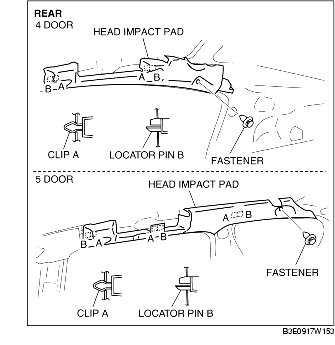 REAR
4 DOOR
HEAD IMPACT PAD
A B
B A
CLIP A
LOCATOR PIN B
FASTENER
5 DOOR
HEAD IMPACT PAD
A B
B A
A B
FASTENER
CLIP A
LOCATOR PIN B
B3E0917W153